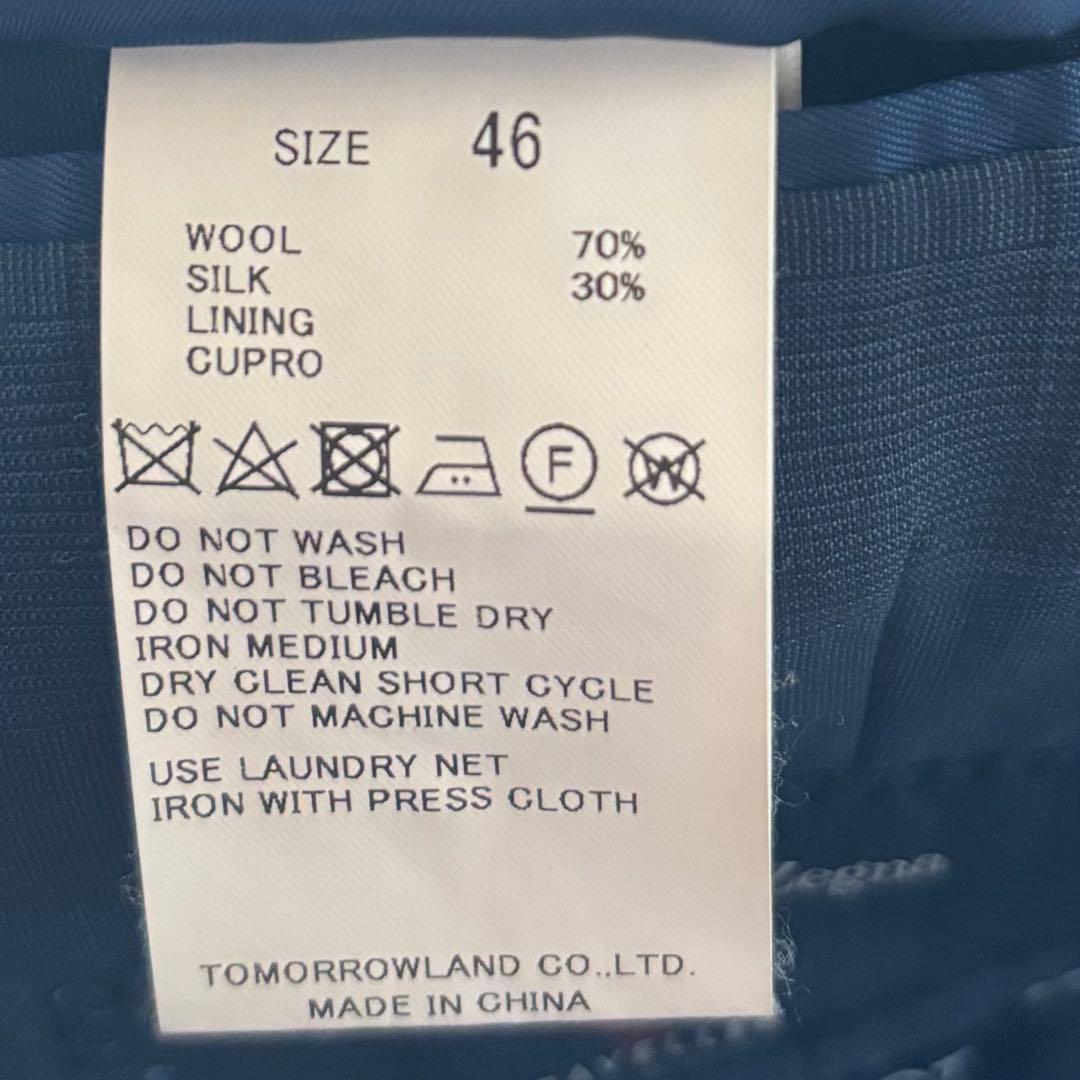 SIZE 46
WOOL 70%
SILK 30%
LINING
CUPRO
F W
DO NOT WASH
DO NOT BLEACH
DO NOT TUMBLE DRY
IRON MEDIUM
DRY CLEAN SHORT CYCLE
DO NOT MACHINE WASH
USE LAUNDRY NET
IRON WITH PRESS CLOTH
Zegna
TOMORROWLAND CO.,LTD.
MADE IN CHINA